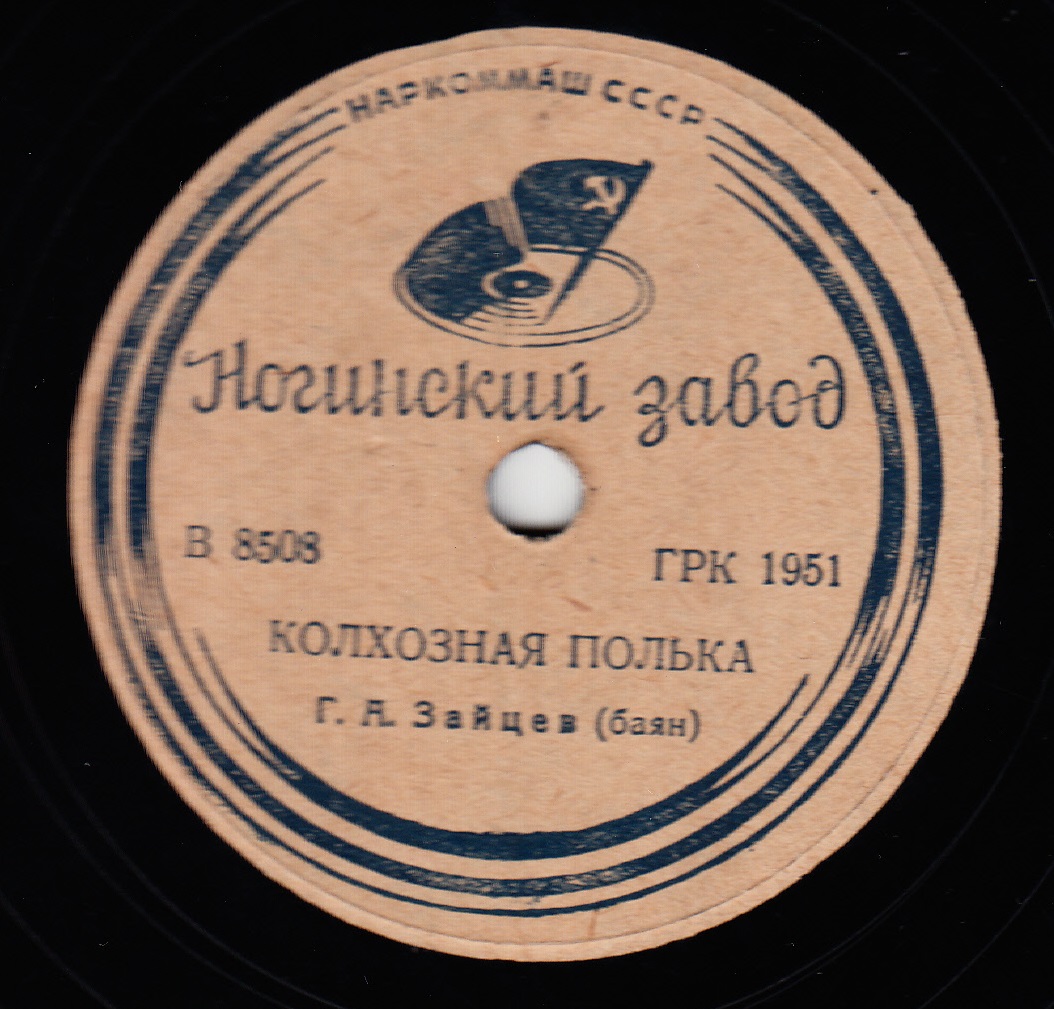 НАРКОММАШ СССР
Ногинский завод
В 8508 ГРК 1951
КОЛХОЗНАЯ ПОЛЬКА
Г. А. Зайцев (баян)